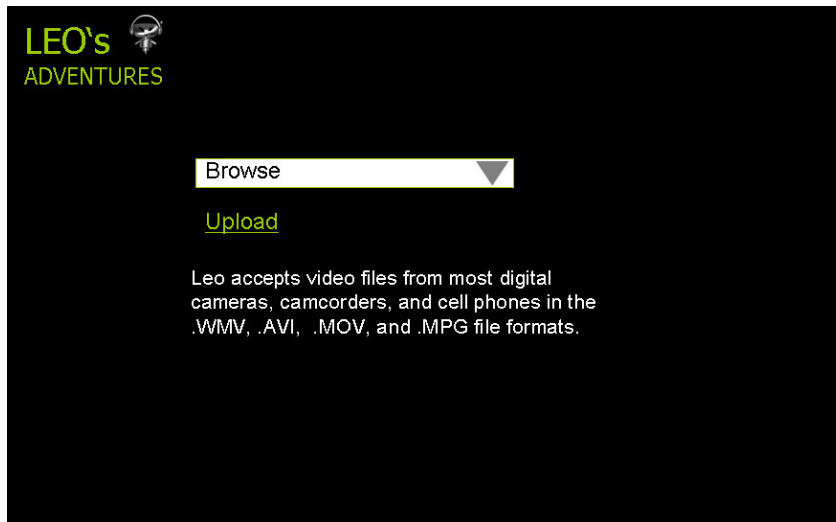 LEO's
ADVENTURES
Browse
Upload
Leo accepts video files from most digital
cameras, camcorders, and cell phones in the
.WMV, .AVI, .MOV, and .MPG file formats.